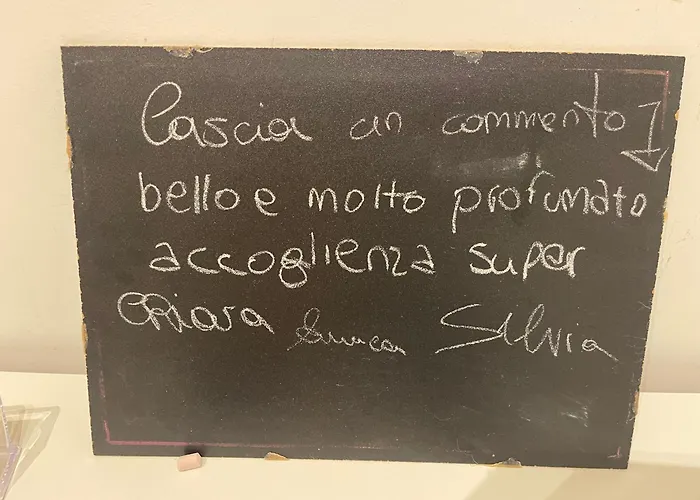 Lascia un commento
bello e molto profumato
accoglienza super
Chiara Silvia